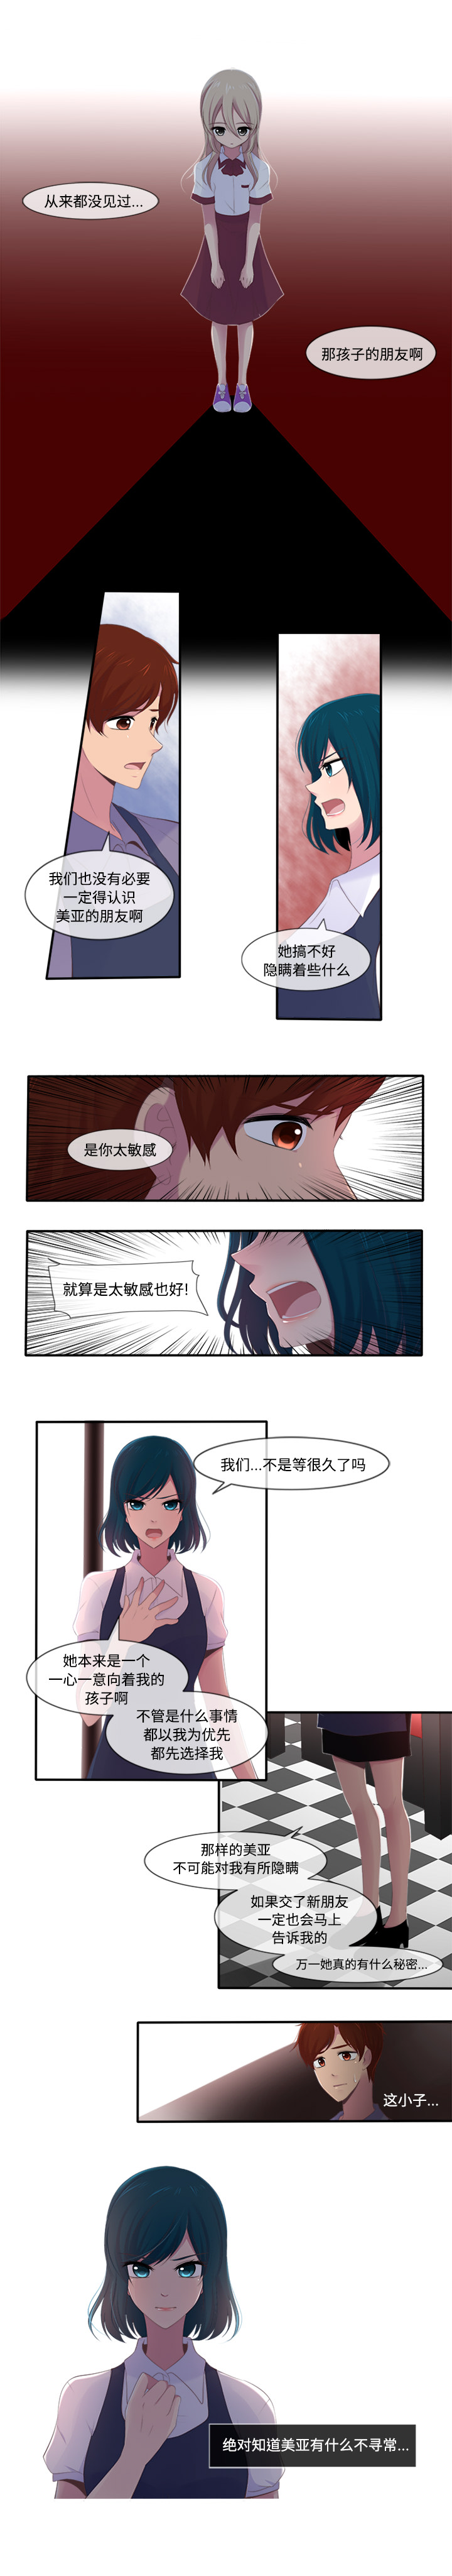 从来都没见过...
那孩子的朋友啊
我们也没有必要
一定得认识
美亚的朋友啊
她搞不好
隐瞒着些什么
是你太敏感
就算是太敏感也好!
我们...不是等很久了吗
她本来是一个
一心一意向着我的
孩子啊
不管是什么事情
都以我为优先
都先选择我
那样的美亚
不可能对我有所隐瞒
如果交了新朋友
一定也会马上
告诉我的
万一她真的有什么秘密...
这小子...
绝对知道美亚有什么不寻常...